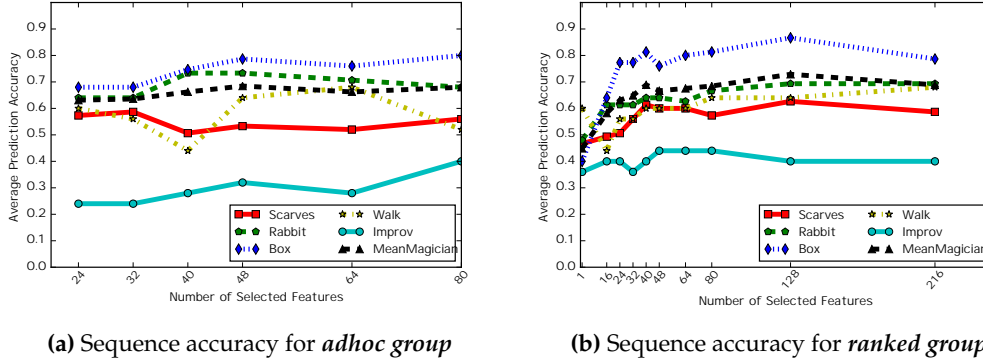 0.9
0.8
0.7
0.6
0.5
0.4
0.3
0.2
0.1
0.0
Average Prediction Accuracy
24
32
40
48
64
80
Number of Selected Features
Scarves
Rabbit
Box
Walk
Improv
MeanMagician
(a) Sequence accuracy for adhoc group
0.9
0.8
0.7
0.6
0.5
0.4
0.3
0.2
0.1
0.0
Average Prediction Accuracy
1
16
24
32
40
48
64
80
128
216
Number of Selected Features
Scarves
Rabbit
Box
Walk
Improv
MeanMagician
(b) Sequence accuracy for ranked group